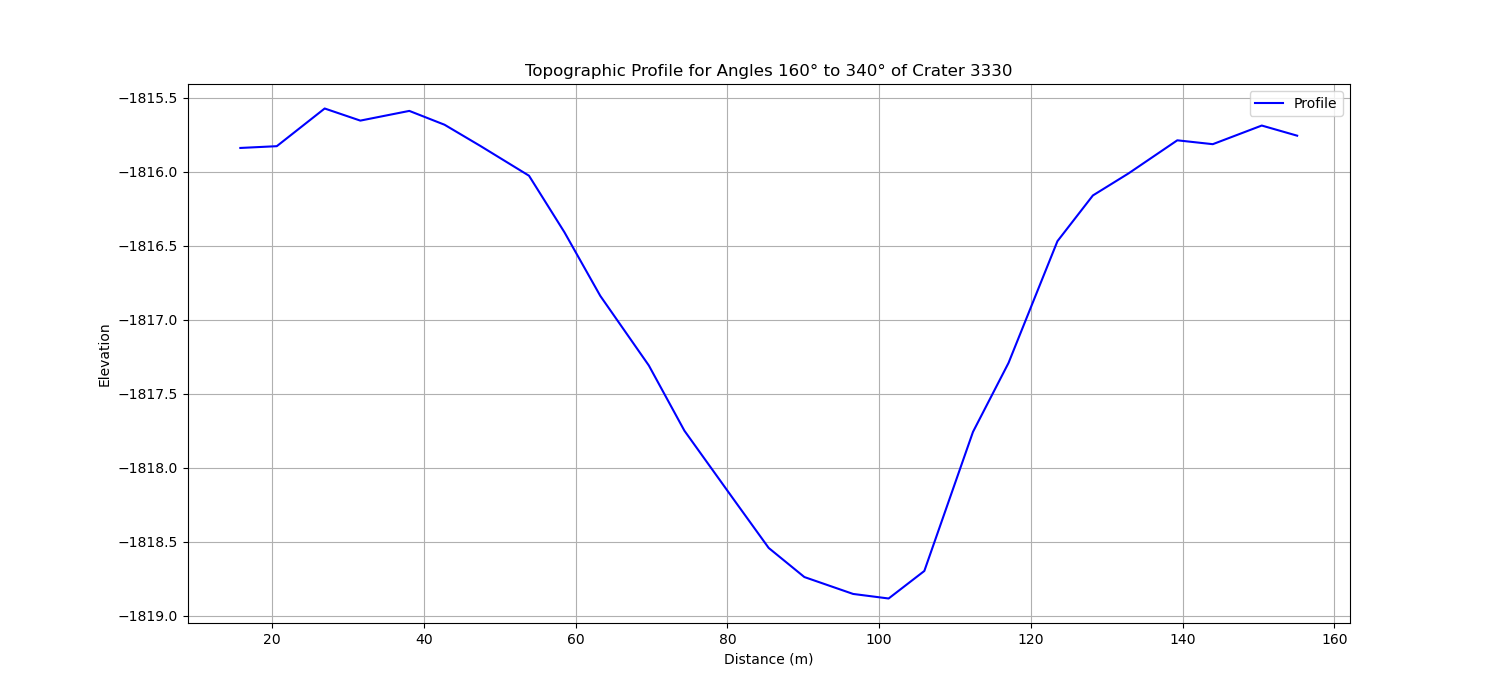 Topographic Profile for Angles 160° to 340° of Crater 3330
Profile
−1815.5
−1816.0
−1816.5
−1817.0
−1817.5
−1818.0
−1818.5
−1819.0
Elevation
20 40 60 80 100 120 140 160
Distance (m)